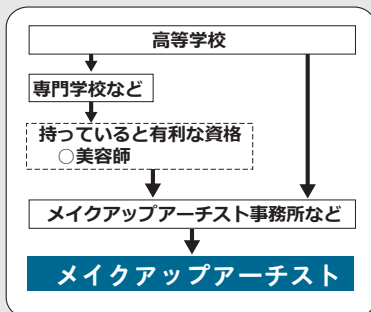 高等学校
専門学校など
持っていると有利な資格
○美容師
メイクアップアーチスト事務所など
メイクアップアーチスト